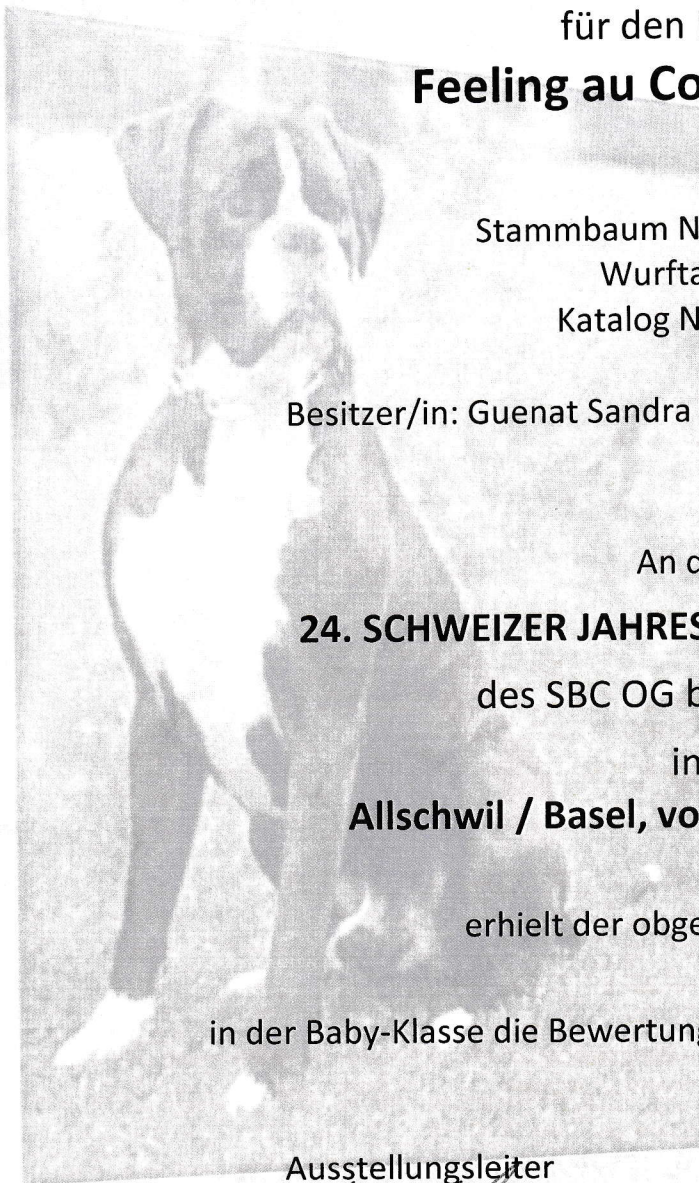 für den
Feeling au Co
Stammbaum N
Wurfta
Katalog N
Besitzer/in: Guenat Sandra
An d
24. SCHWEIZER JAHRES
des SBC OG b
in
Allschwil / Basel, vo
erhielt der obge
in der Baby-Klasse die Bewertung
Ausstellungsleiter